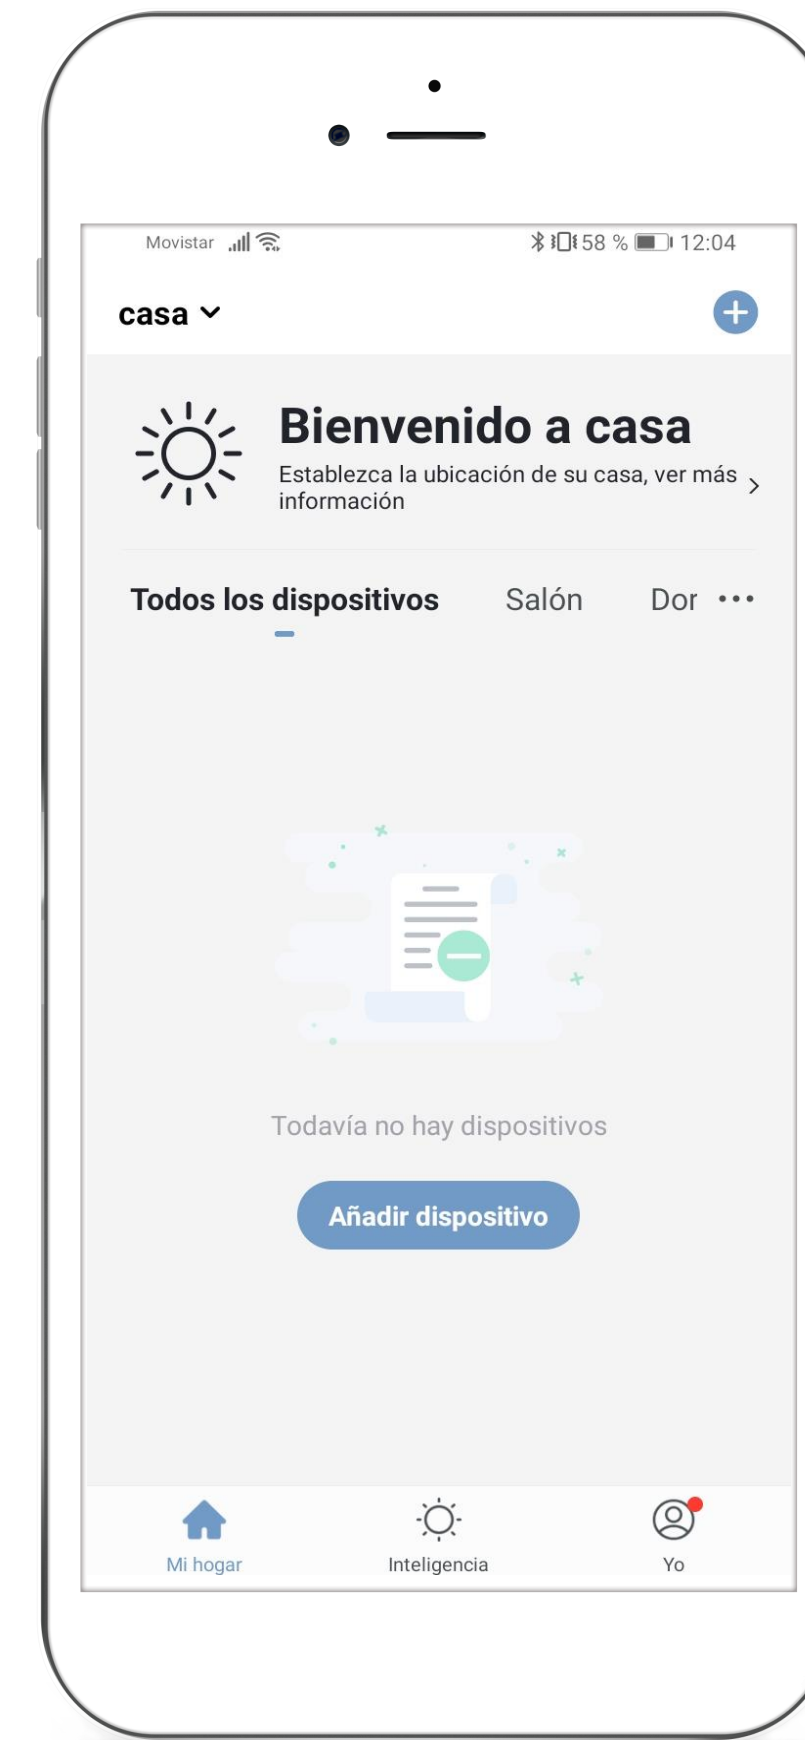 Movistar 58 % 12:04
casa
Bienvenido a casa
Establezca la ubicación de su casa, ver más
información
Todos los dispositivos Salón Dor ...
Todavía no hay dispositivos
Añadir dispositivo
Mi hogar Inteligencia Yo